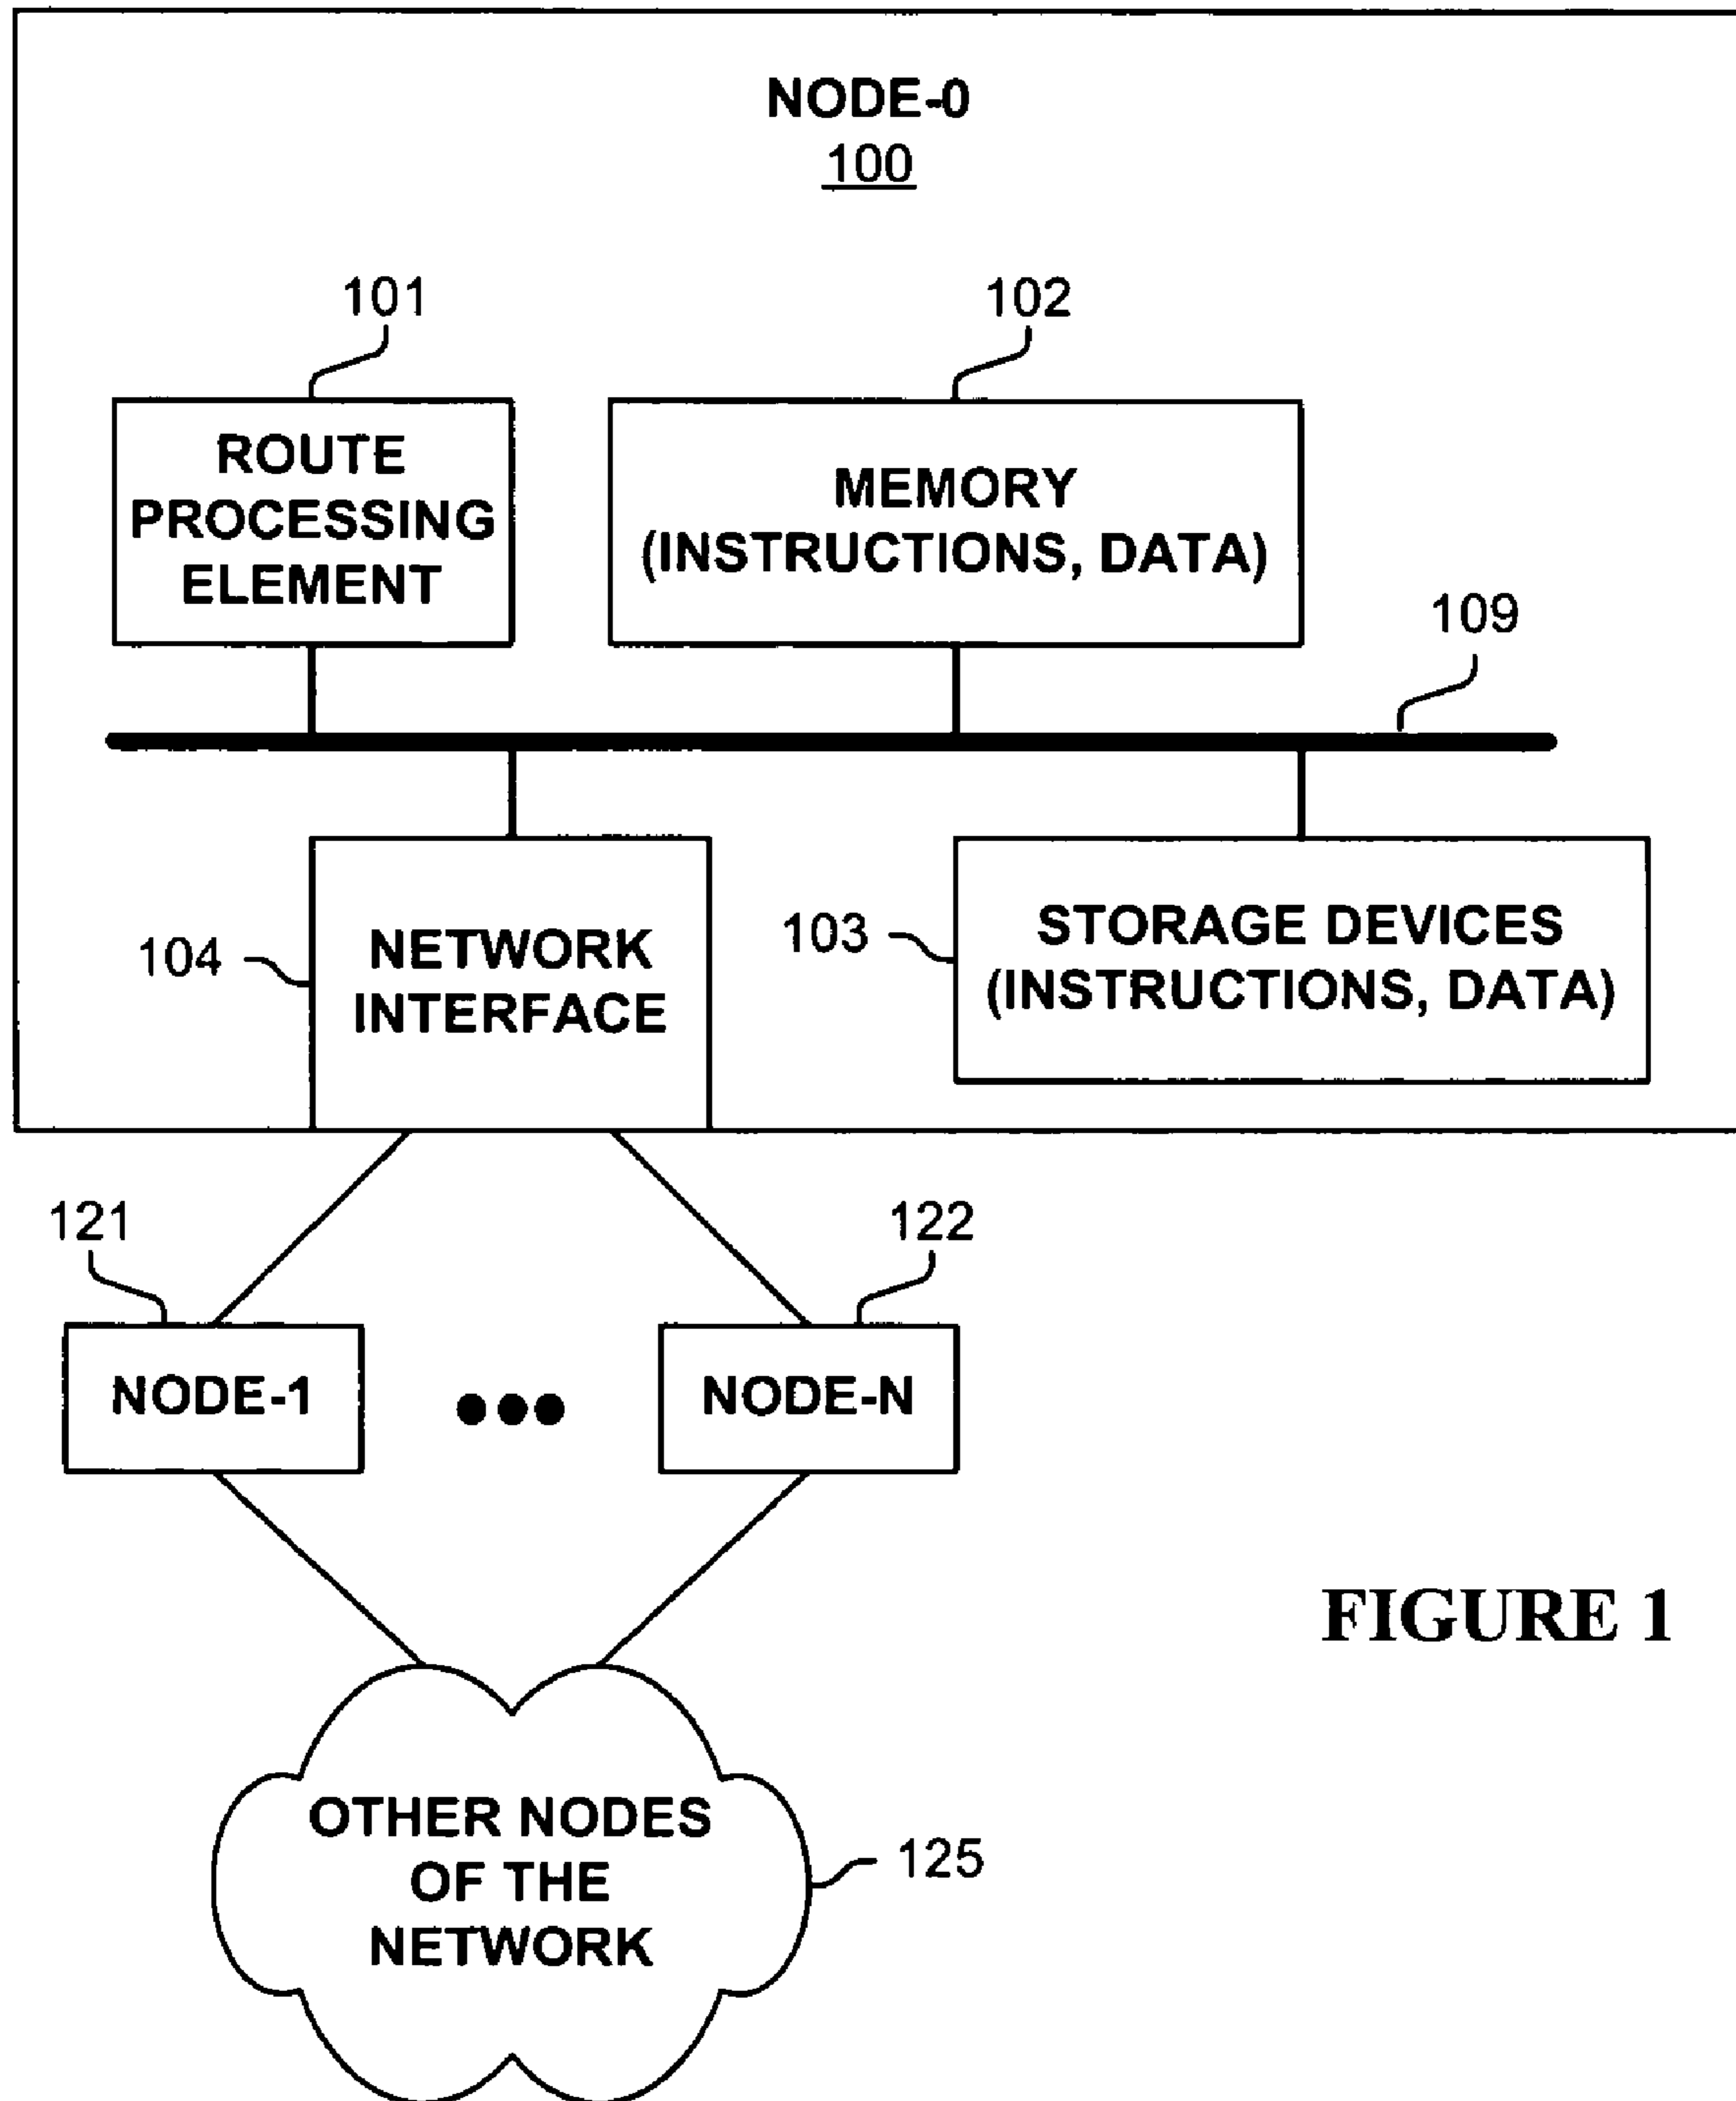 NODE-0
100
101
102
ROUTE
PROCESSING
ELEMENT
MEMORY
(INSTRUCTIONS, DATA)
109
104
NETWORK
INTERFACE
103
STORAGE DEVICES
(INSTRUCTIONS, DATA)
121
122
NODE-1
NODE-N
FIGURE 1
OTHER NODES
OF THE
NETWORK
125